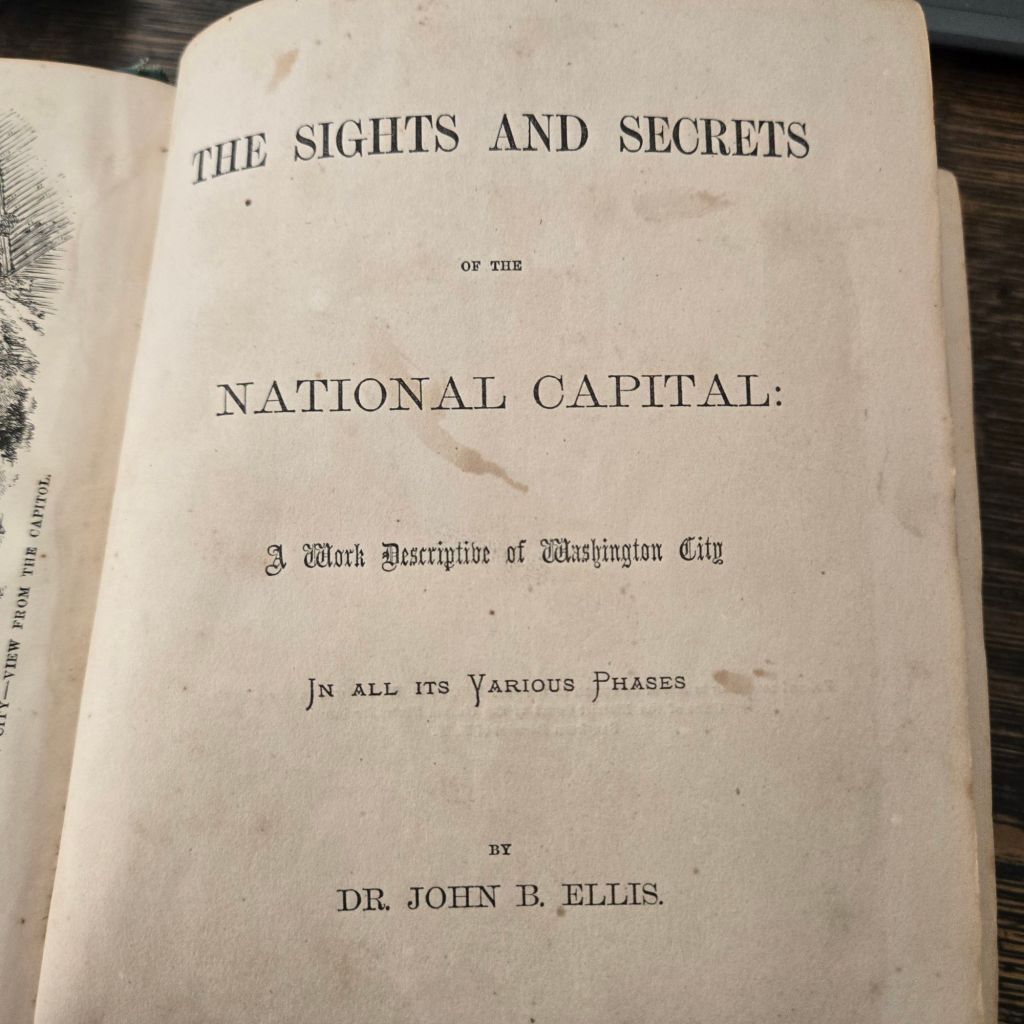 CITY—VIEW FROM THE CAPITOL.
THE SIGHTS AND SECRETS
OF THE
NATIONAL CAPITAL:
A Work Descriptive of Washington City
IN ALL ITS VARIOUS PHASES
BY
DR. JOHN B. ELLIS.